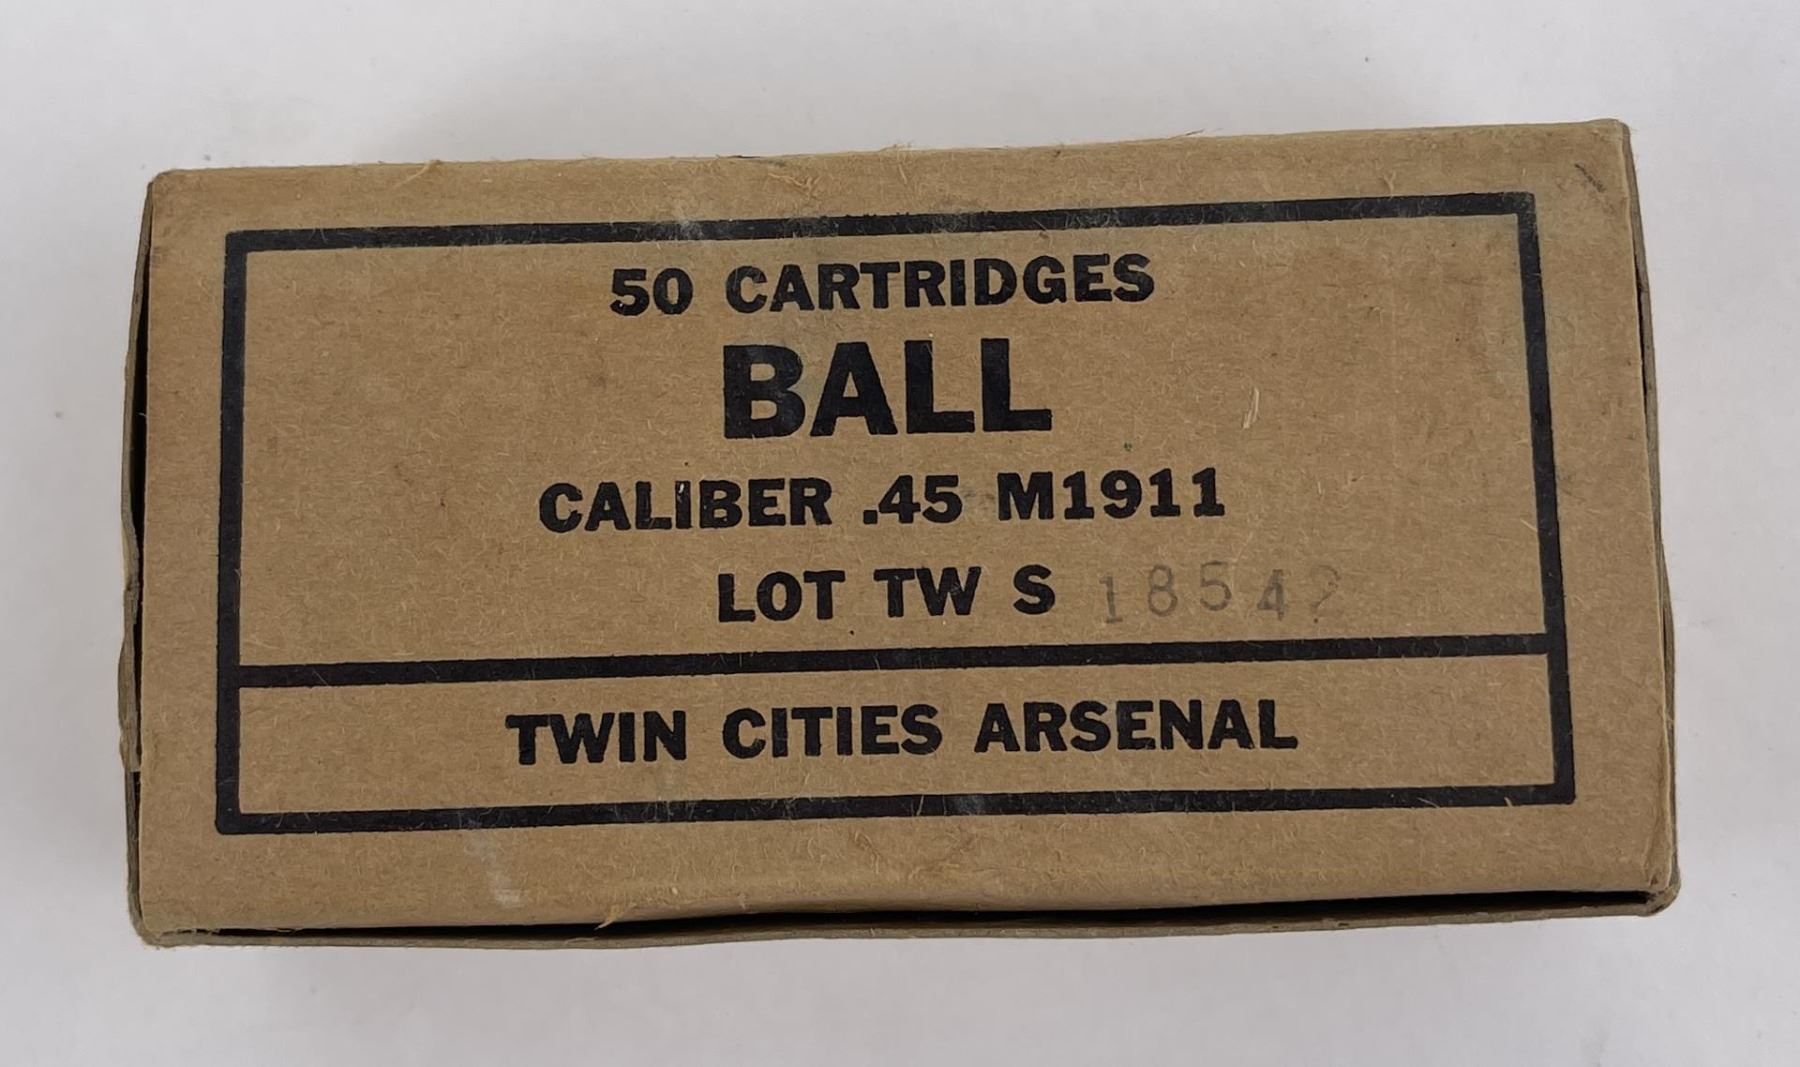 50 CARTRIDGES
BALL
CALIBER .45 M1911
LOT TW S 18542
TWIN CITIES ARSENAL